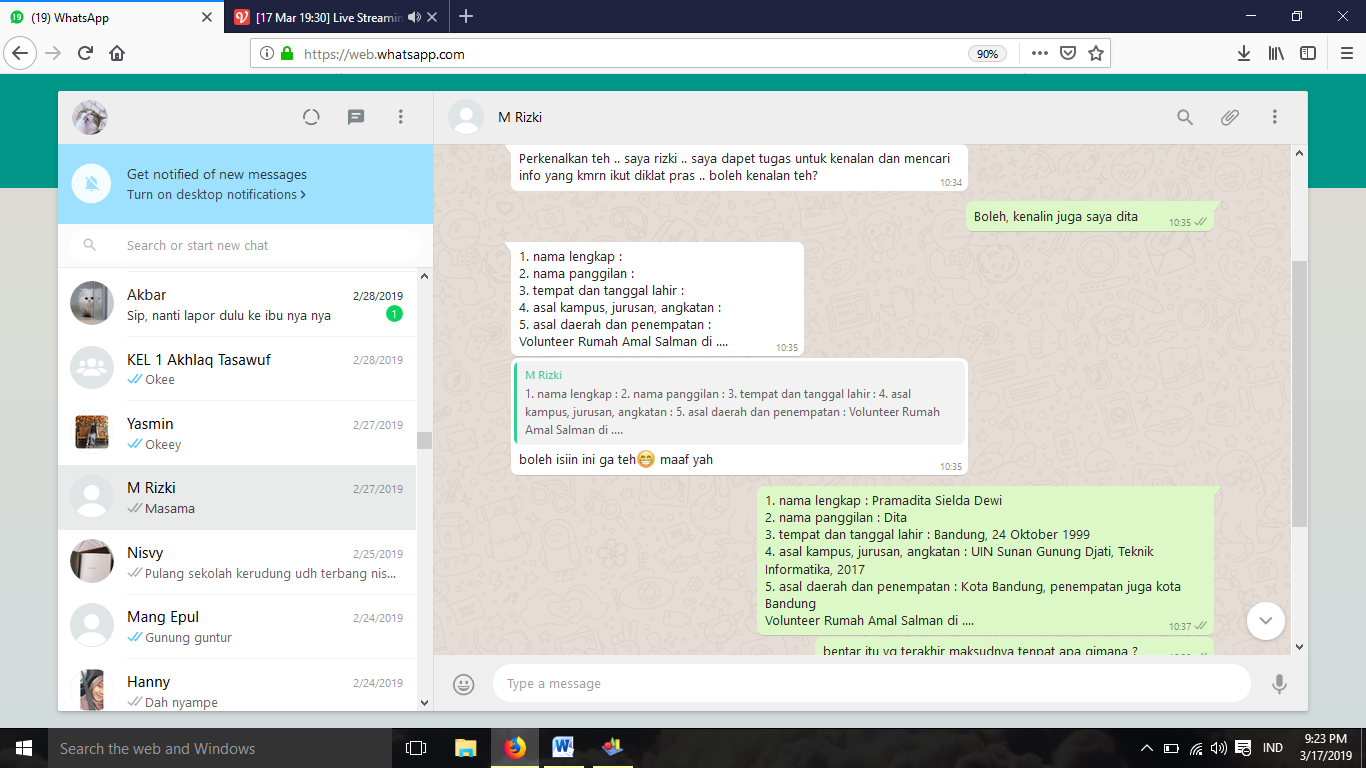 (19) WhatsApp
[17 Mar 19:30] Live Streamin
https://web.whatsapp.com
90%
Get notified of new messages
Turn on desktop notifications >
Search or start new chat
Akbar
2/28/2019
Sip, nanti lapor dulu ke ibu nya nya
1
KEL 1 Akhlaq Tasawuf
2/28/2019
Okee
Yasmin
2/27/2019
Okeey
M Rizki
2/27/2019
Masama
Nisvy
2/25/2019
Pulang sekolah kerudung udh terbang nis...
Mang Epul
2/24/2019
Gunung guntur
Hanny
2/24/2019
Dah nyampe
M Rizki
Perkenalkan teh .. saya rizki .. saya dapet tugas untuk kenalan dan mencari
info yang kmrn ikut diklat pras .. boleh kenalan teh?
10:34
Boleh, kenalin juga saya dita
10:35
1. nama lengkap :
2. nama panggilan :
3. tempat dan tanggal lahir :
4. asal kampus, jurusan, angkatan :
5. asal daerah dan penempatan :
Volunteer Rumah Amal Salman di ....
10:35
M Rizki
1. nama lengkap : 2. nama panggilan : 3. tempat dan tanggal lahir : 4. asal
kampus, jurusan, angkatan : 5. asal daerah dan penempatan : Volunteer Rumah
Amal Salman di ....
boleh isiin ini ga teh😁 maaf yah
10:35
1. nama lengkap : Pramadita Sielda Dewi
2. nama panggilan : Dita
3. tempat dan tanggal lahir : Bandung, 24 Oktober 1999
4. asal kampus, jurusan, angkatan : UIN Sunan Gunung Djati, Teknik
Informatika, 2017
5. asal daerah dan penempatan : Kota Bandung, penempatan juga kota
Bandung
Volunteer Rumah Amal Salman di ....
10:37
bentar itu yg terakhir maksudnya tenpat apa gimana ?
Type a message
Search the web and Windows
IND
9:23 PM
3/17/2019